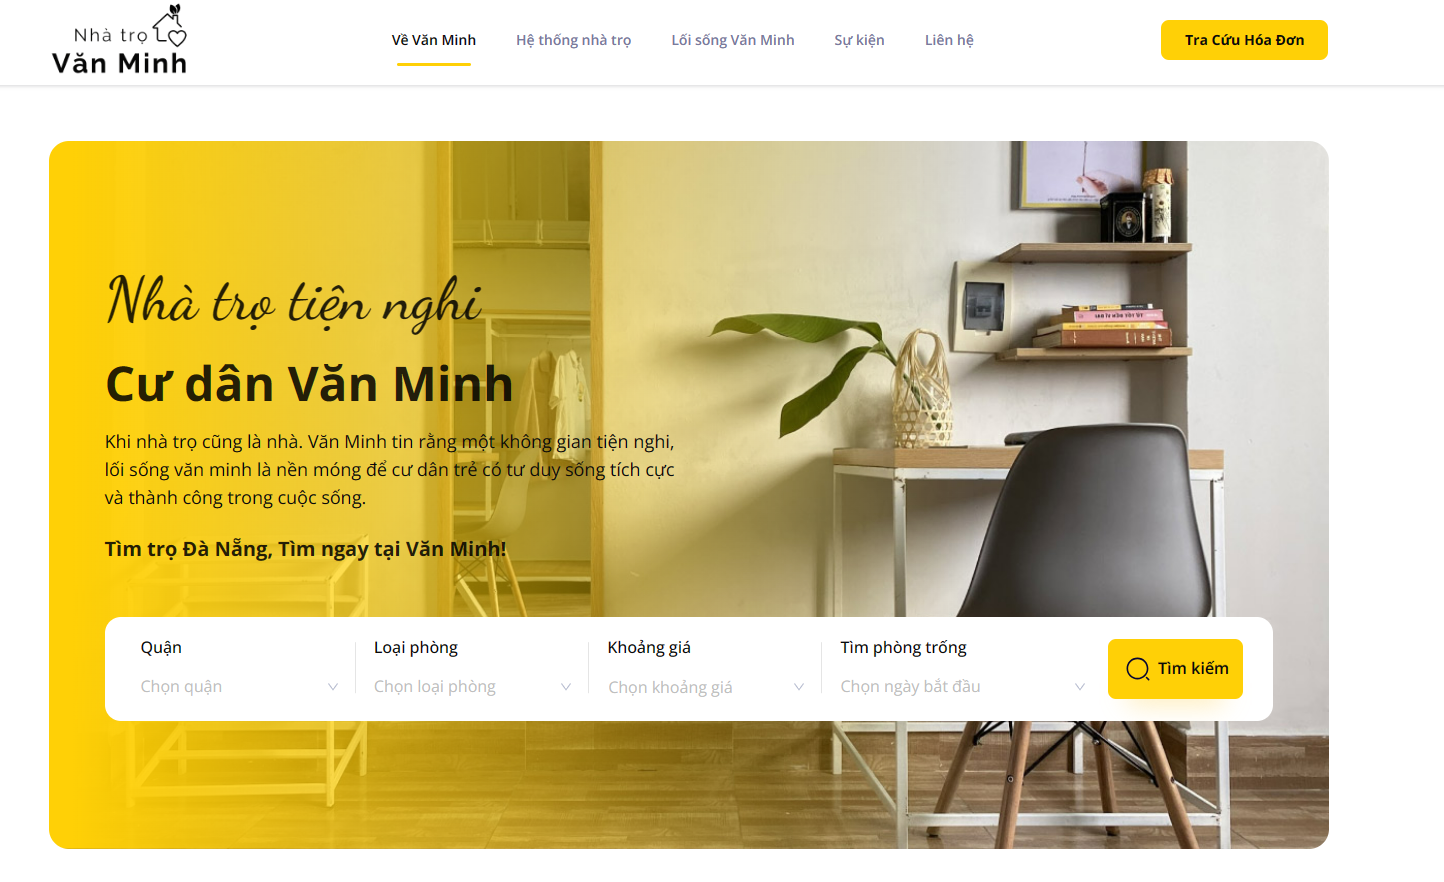 Nhà trọ
Văn Minh
Về Văn Minh
Hệ thống nhà trọ
Lối sống Văn Minh
Sự kiện
Liên hệ
Tra Cứu Hóa Đơn
Nhà trọ tiện nghi
Cư dân Văn Minh
Khi nhà trọ cũng là nhà. Văn Minh tin rằng một không gian tiện nghi,
lối sống văn minh là nền móng để cư dân trẻ có tư duy sống tích cực
và thành công trong cuộc sống.
Tìm trọ Đà Nẵng, Tìm ngay tại Văn Minh!
Quận
Chọn quận
Loại phòng
Chọn loại phòng
Khoảng giá
Chọn khoảng giá
Tìm phòng trống
Chọn ngày bắt đầu
Tìm kiếm